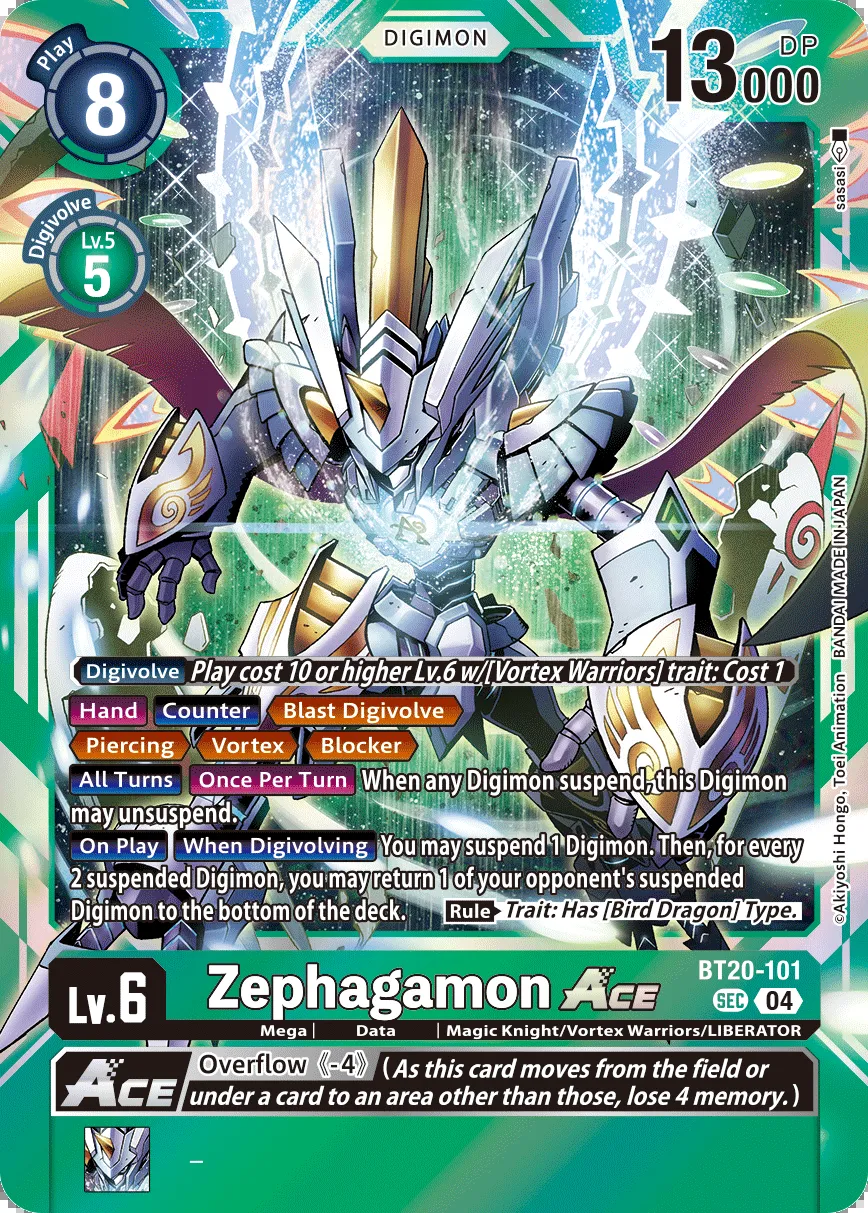 DIGIMON
Play
8
13000
DP
Digivolve
Lv.5
5
sasasi
©Akiyoshi Hongo, Toei Animation BANDAI MADE IN JAPAN
Digivolve Play cost 10 or higher Lv.6 w/[Vortex Warriors] trait: Cost 1
Hand Counter Blast Digivolve
Piercing Vortex Blocker
All Turns Once Per Turn When any Digimon suspend, this Digimon
may unsuspend.
On Play When Digivolving You may suspend 1 Digimon. Then, for every
2 suspended Digimon, you may return 1 of your opponent's suspended
Digimon to the bottom of the deck. Rule Trait: Has [Bird Dragon] Type.
Lv.6 Zephagamon ACE
BT20-101
SEC 04
Mega | Data | Magic Knight/Vortex Warriors/LIBERATOR
ACE Overflow 《-4》 (As this card moves from the field or
under a card to an area other than those, lose 4 memory.)
–